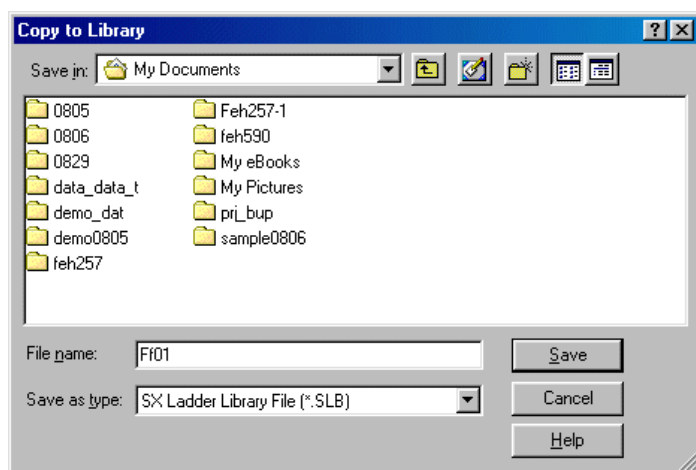 Copy to Library
Save in: My Documents
0805
0806
0829
data_data_t
demo_dat
demo0805
feh257
Feh257-1
feh590
My eBooks
My Pictures
prj_bup
sample0806
File name: Ff01 Save
Save as type: SX Ladder Library File (*.SLB) Cancel
Help